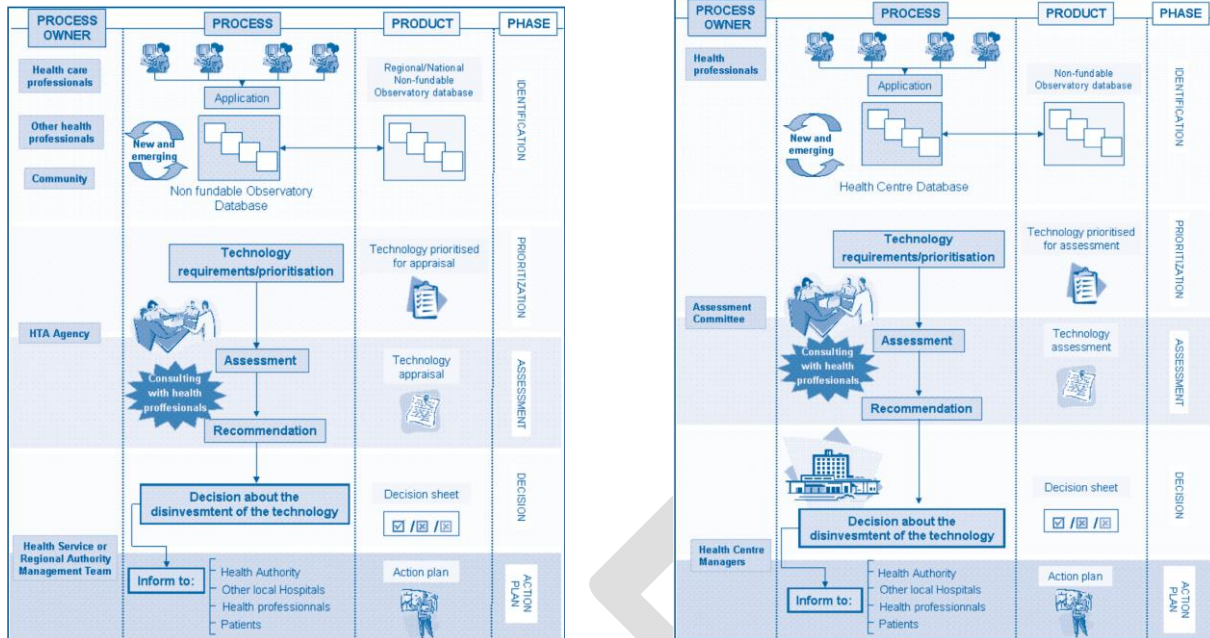 PROCESS
OWNER
PROCESS
PRODUCT
PHASE
Health care
professionals
Other health
professionals
Community
Application
New and
emerging
Non fundable Observatory
Database
Regional/National
Non-fundable
Observatory database
IDENTIFICATION
HTA Agency
Technology
requirements/prioritisation
Technology prioritised
for appraisal
PRIORITIZATION
Assessment
Consulting
with health
proffesionals
Recommendation
Technology
appraisal
ASSESSMENT
Decision about the
disinvesment of the technology
Decision sheet
DECISION
Health Service or
Regional Authority
Management Team
Inform to:
Health Authority
Other local Hospitals
Health professionnals
Patients
Action plan
ACTION
PLAN
PROCESS
OWNER
PROCESS
PRODUCT
PHASE
Health
professionals
Application
New and
emerging
Health Centre Database
Non-fundable
Observatory database
IDENTIFICATION
Assessment
Committee
Technology
requirements/prioritisation
Technology prioritised
for assessment
PRIORITIZATION
Assessment
Consulting
with health
proffesionals
Recommendation
Technology
assessment
ASSESSMENT
Decision about the
disinvesment of the technology
Decision sheet
DECISION
Health Centre
Managers
Inform to:
Health Authority
Other local Hospitals
Health professionnals
Patients
Action plan
ACTION
PLAN